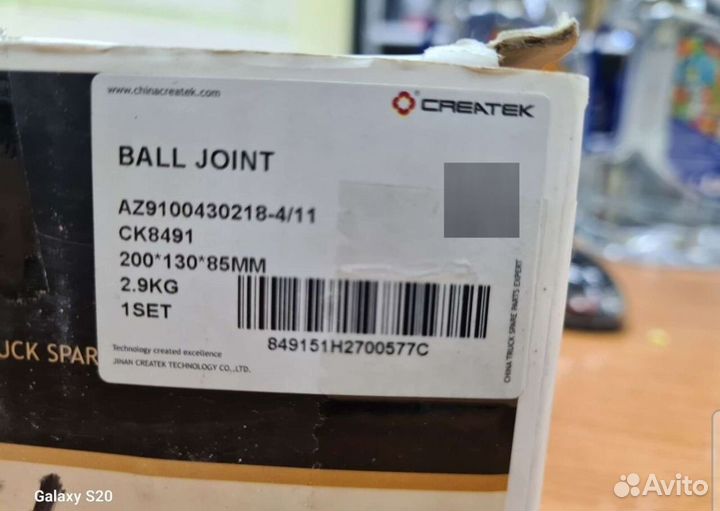 www.chinacreatek.com
CREATEK
BALL JOINT
AZ9100430218-4/11
CK8491
200*130*85MM
2.9KG
1SET
849151H2700577C
Technology created excellence
JINAN CREATEK TECHNOLOGY CO.,LTD.
CHINA TRUCK SPARE PARTS EXPERT
UCK SPAR
Galaxy S20
Avito